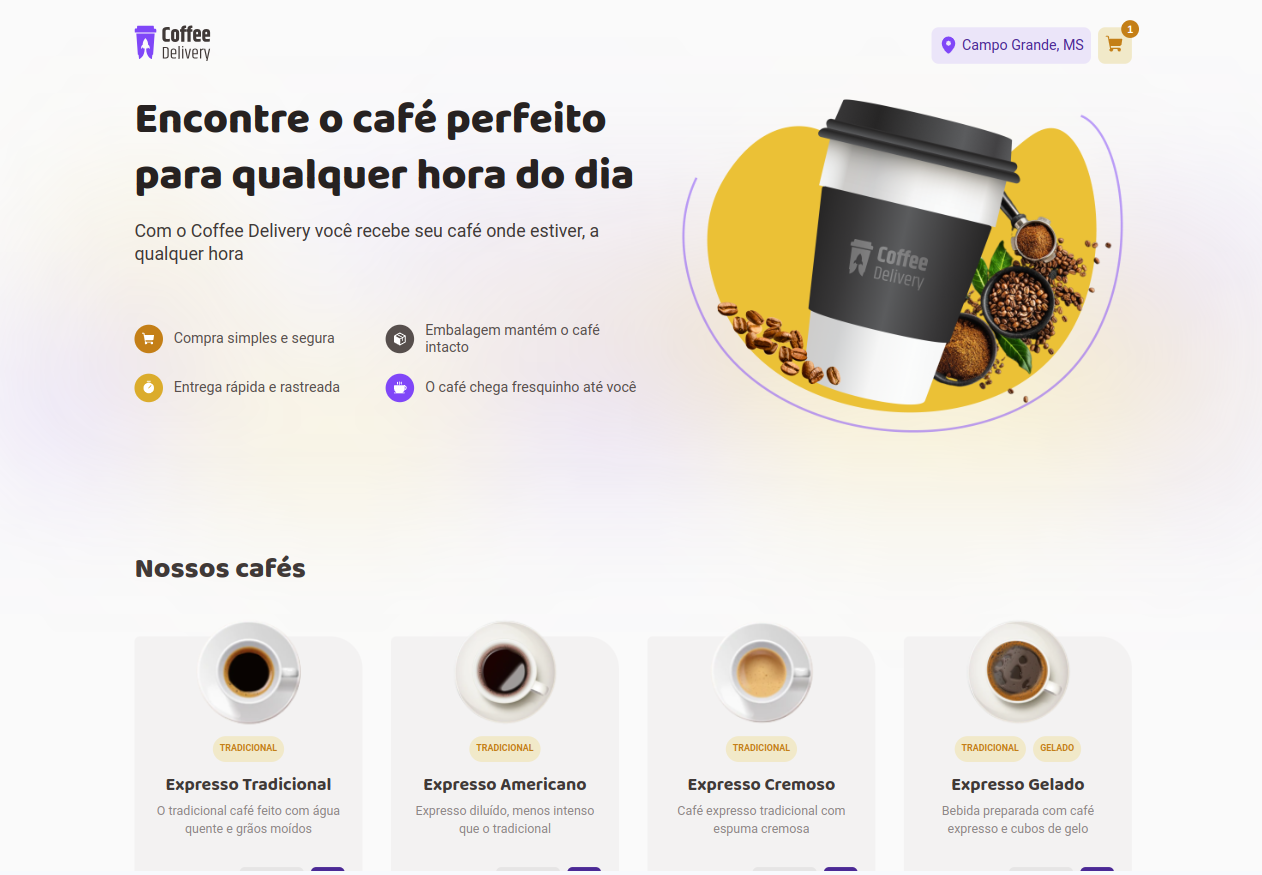 Coffee
Delivery
Campo Grande, MS
1
Encontre o café perfeito
para qualquer hora do dia
Com o Coffee Delivery você recebe seu café onde estiver, a
qualquer hora
Coffee
Delivery
Compra simples e segura
Embalagem mantém o café
intacto
Entrega rápida e rastreada
O café chega fresquinho até você
Nossos cafés
TRADICIONAL
TRADICIONAL
TRADICIONAL
TRADICIONAL GELADO
Expresso Tradicional
Expresso Americano
Expresso Cremoso
Expresso Gelado
O tradicional café feito com água
quente e grãos moídos
Expresso diluído, menos intenso
que o tradicional
Café expresso tradicional com
espuma cremosa
Bebida preparada com café
expresso e cubos de gelo